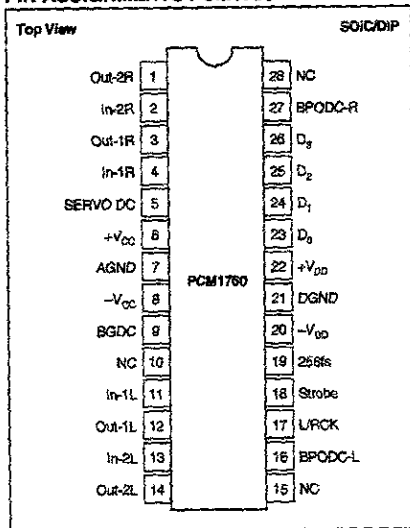 Top View SOIC/DIP
Out-2R 1 28 NC
In-2R 2 27 BPODC-R
Out-1R 3 26 D3
In-1R 4 25 D2
SERVO DC 5 24 D1
+VCC 6 23 D0
AGND 7 22 +VDD
PCM1760
-VCC 8 21 DGND
BGDC 9 20 -VDD
NC 10 19 256fs
In-1L 11 18 Strobe
Out-1L 12 17 L/RCK
In-2L 13 16 BPODC-L
Out-2L 14 15 NC